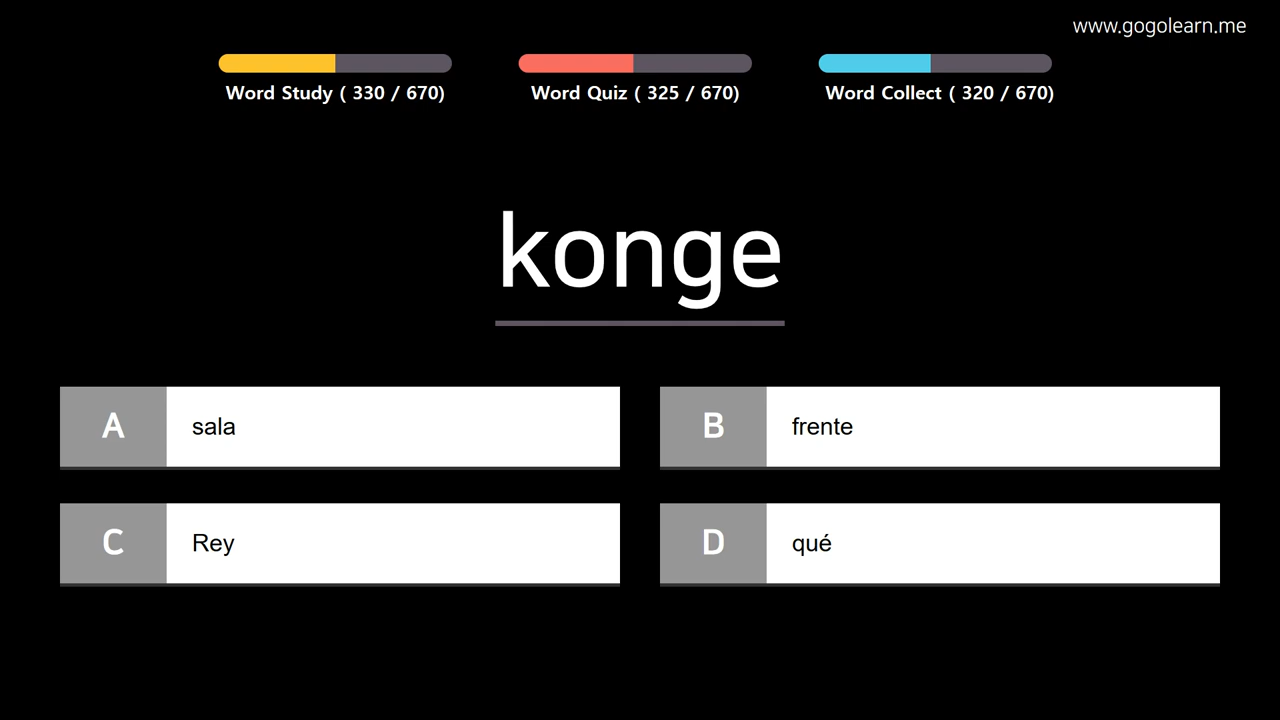 www.gogolearn.me
Word Study ( 330 / 670)
Word Quiz ( 325 / 670)
Word Collect ( 320 / 670)
konge
A sala
B frente
C Rey
D qué